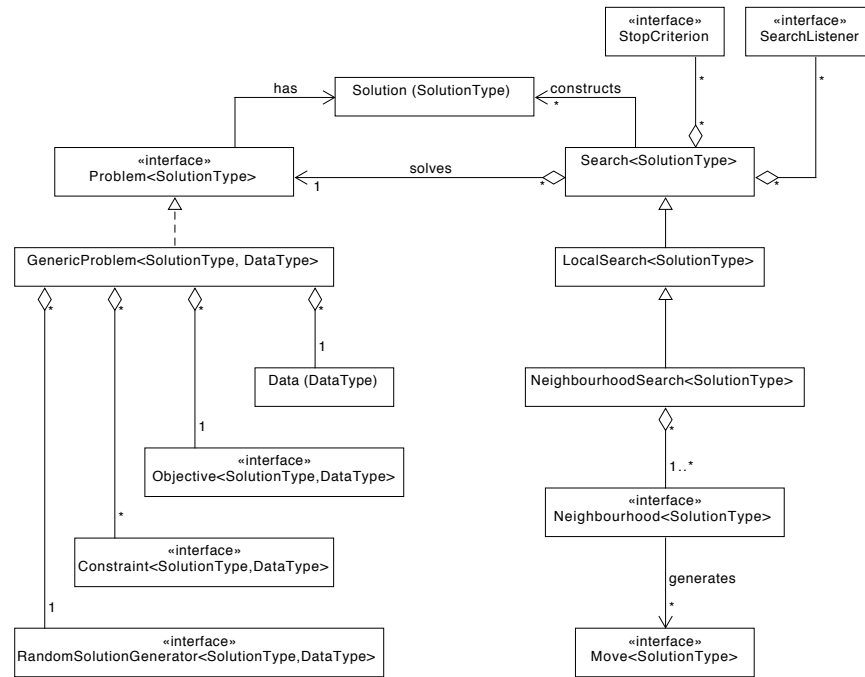 «interface»
StopCriterion
«interface»
SearchListener
has
Solution (SolutionType)
constructs
*
*
*
*
«interface»
Problem<SolutionType>
solves
1
*
Search<SolutionType>
*
GenericProblem<SolutionType, DataType>
LocalSearch<SolutionType>
*
*
*
*
1
Data (DataType)
NeighbourhoodSearch<SolutionType>
*
1
«interface»
Objective<SolutionType,DataType>
1..*
«interface»
Neighbourhood<SolutionType>
*
«interface»
Constraint<SolutionType,DataType>
generates
1
*
«interface»
RandomSolutionGenerator<SolutionType,DataType>
«interface»
Move<SolutionType>